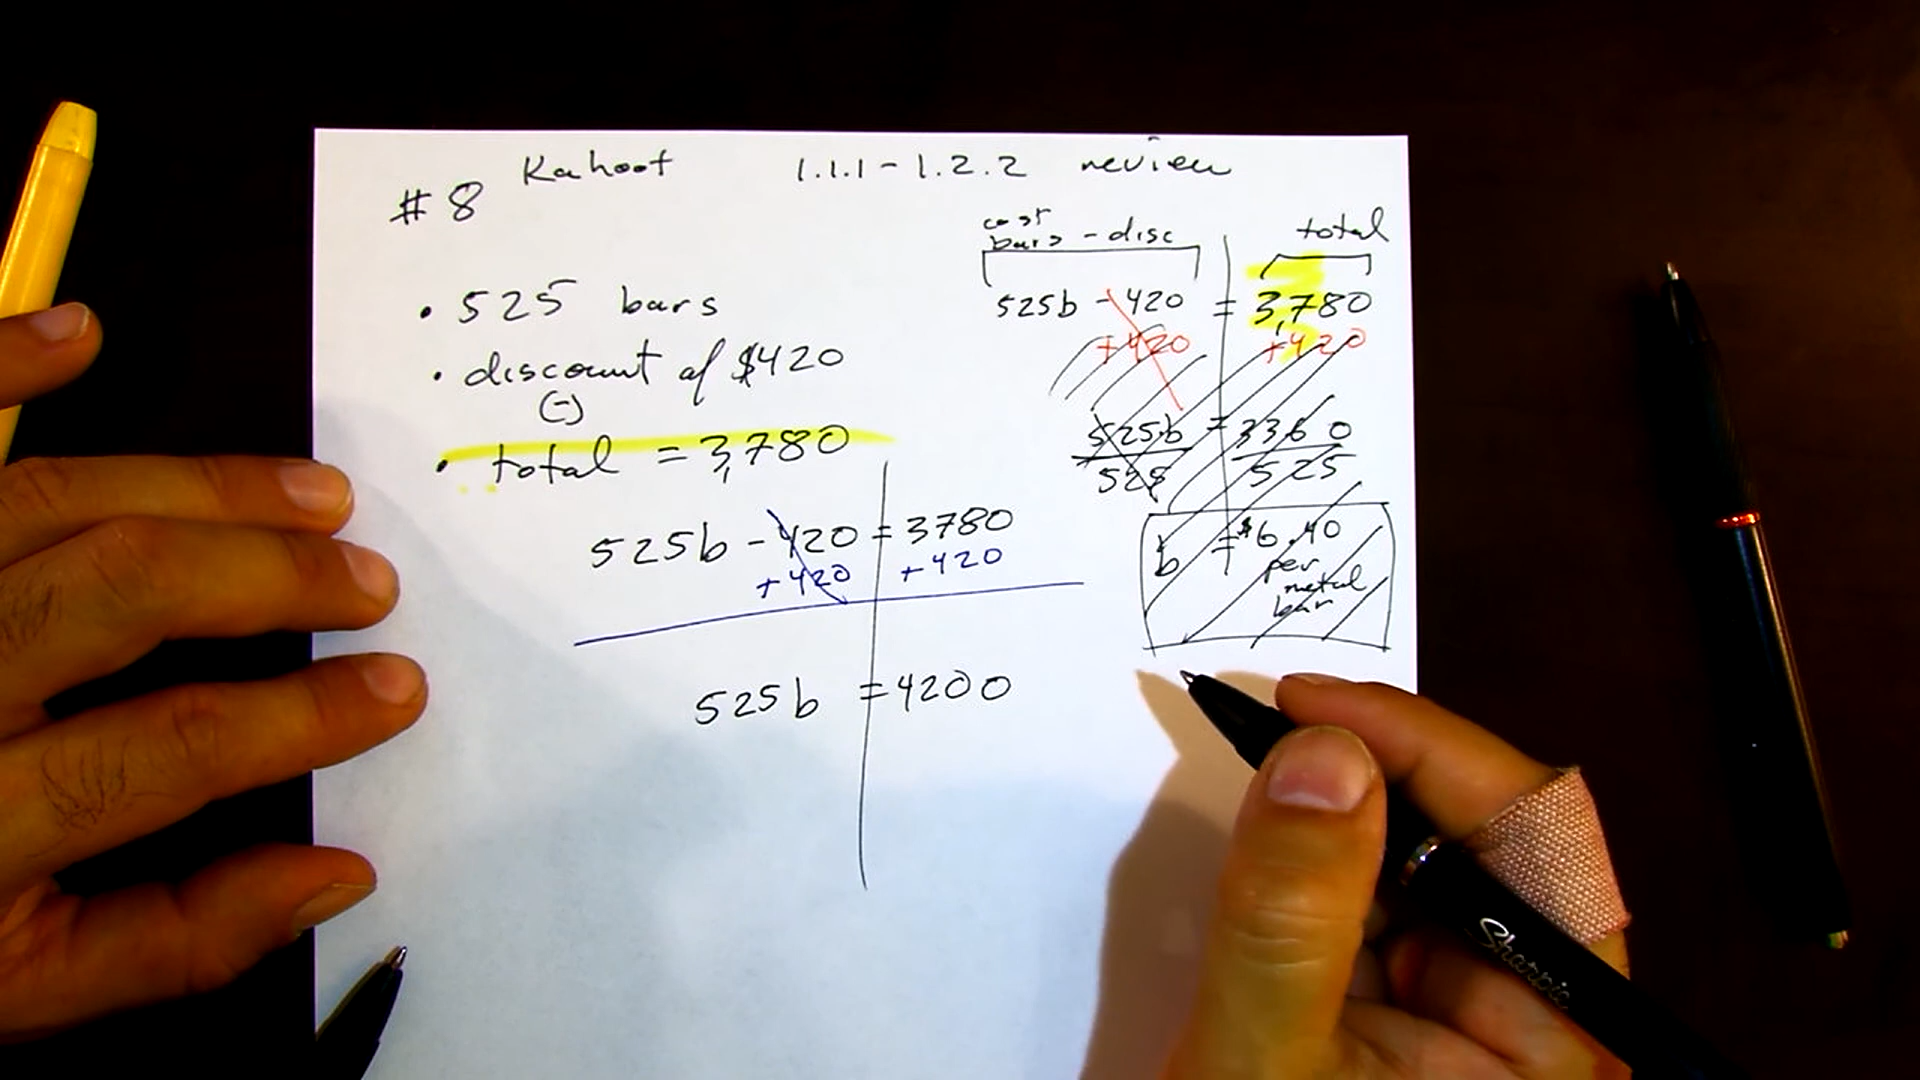 Kahoot 1.1.1 - 1.2.2 review
#8
• 525 bars
• discount of $420
(-)
• total = 3,780
525b - 420 = 3780
+420 +420
525b = 4200
cost
bars - disc
total
525b - 420 = 3,780
+420 +420
525b = 3360
525 525
b = $6.40
per
metal
bar
Sharpie